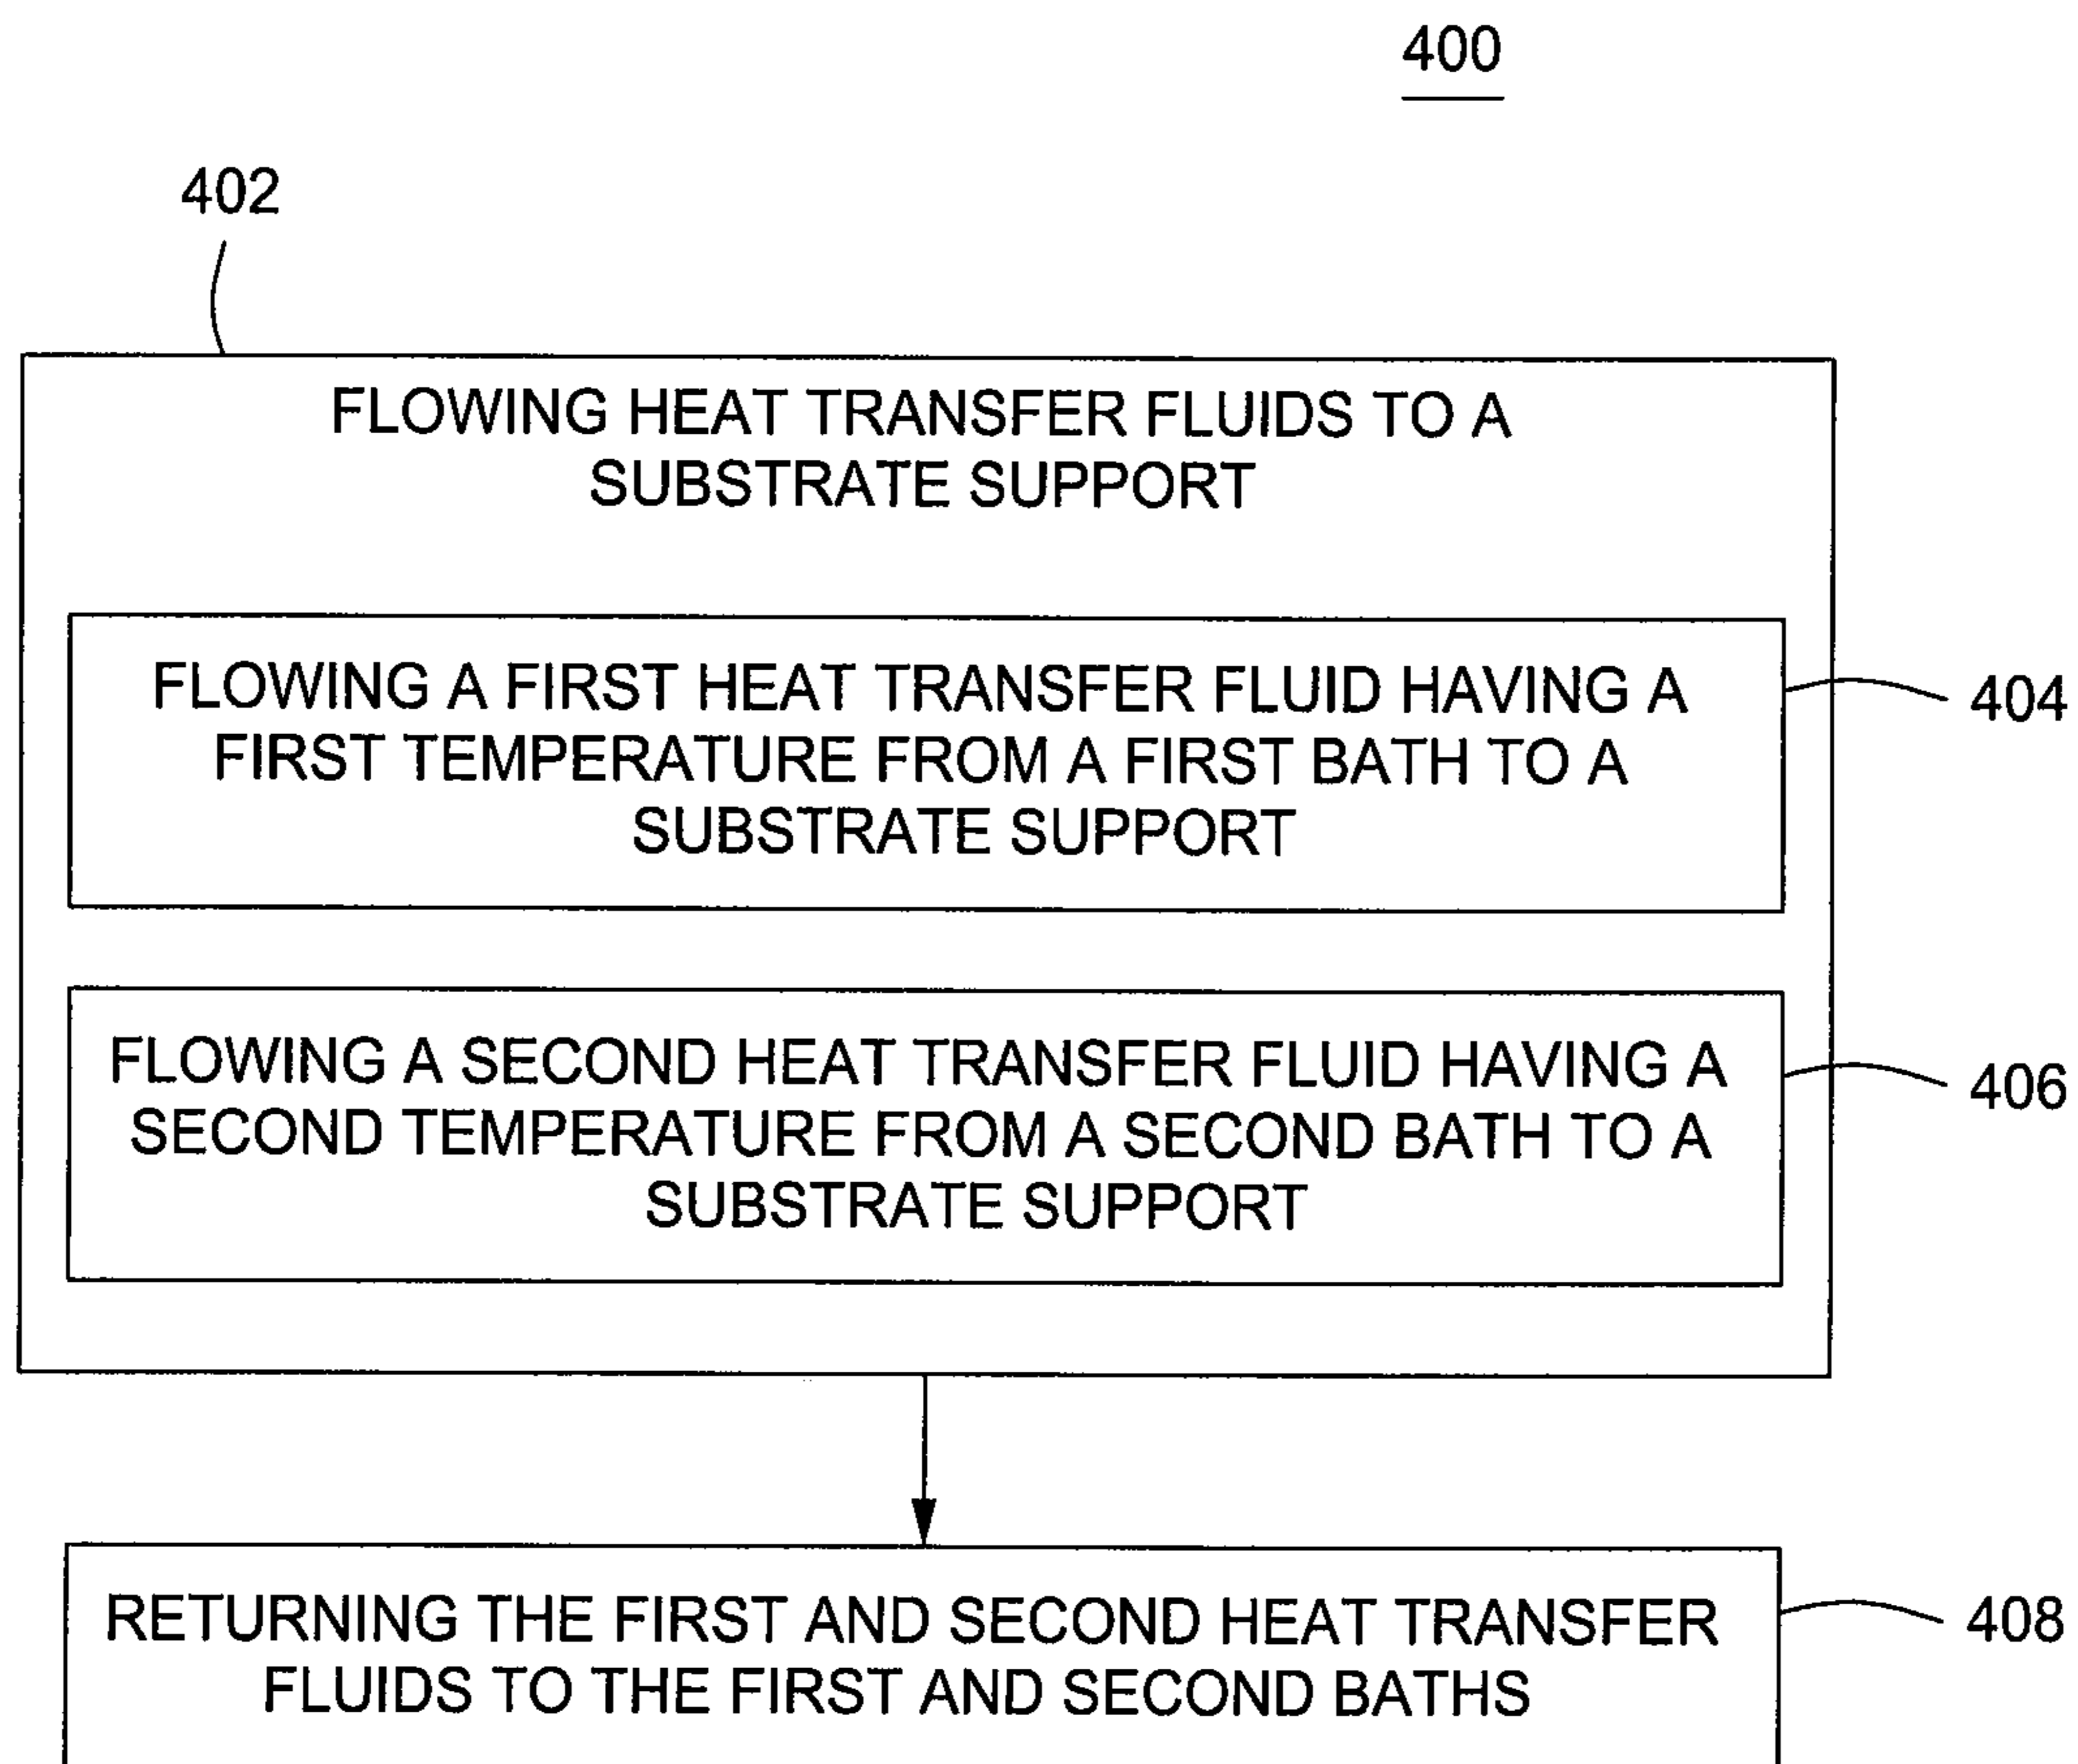 400
402
FLOWING HEAT TRANSFER FLUIDS TO A
SUBSTRATE SUPPORT
FLOWING A FIRST HEAT TRANSFER FLUID HAVING A
FIRST TEMPERATURE FROM A FIRST BATH TO A
SUBSTRATE SUPPORT
404
FLOWING A SECOND HEAT TRANSFER FLUID HAVING A
SECOND TEMPERATURE FROM A SECOND BATH TO A
SUBSTRATE SUPPORT
406
RETURNING THE FIRST AND SECOND HEAT TRANSFER
FLUIDS TO THE FIRST AND SECOND BATHS
408